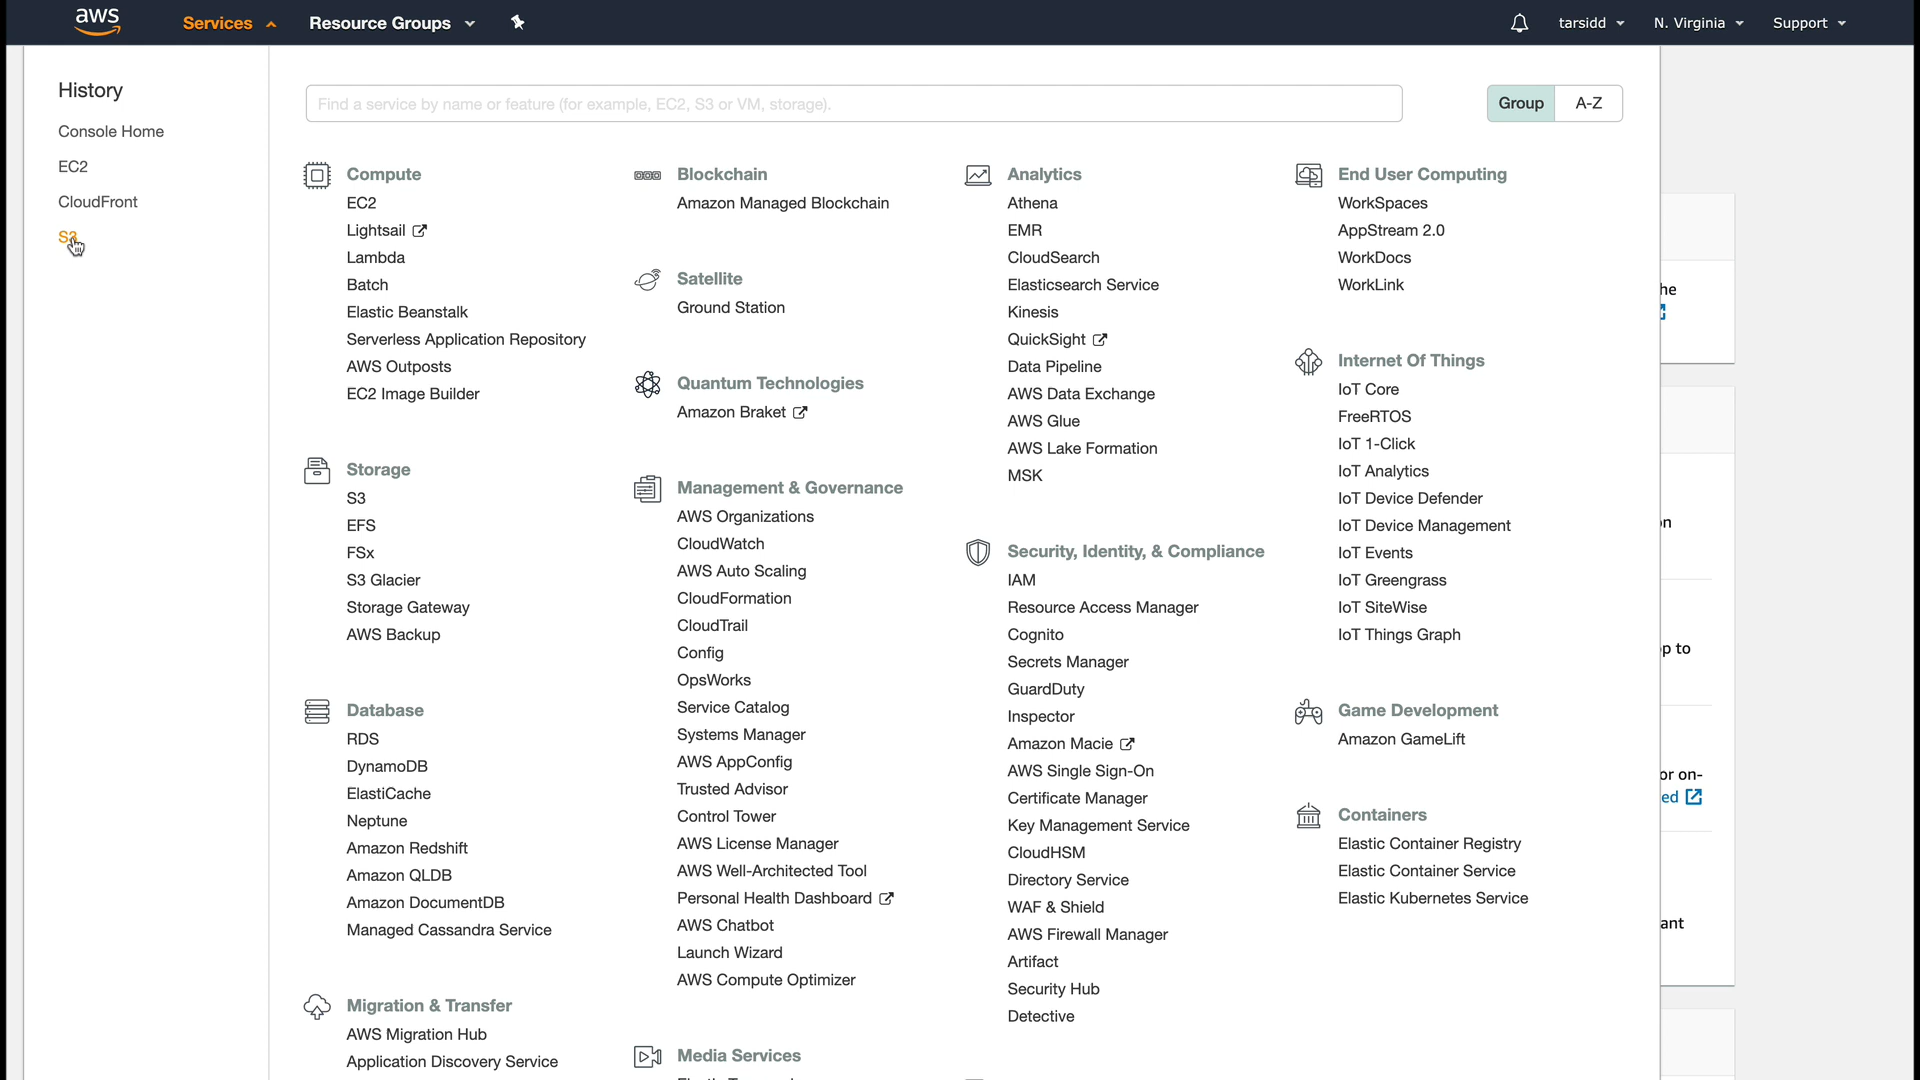 aws
Services
Resource Groups
tarsidd
N. Virginia
Support
History
Console Home
EC2
CloudFront
S3
Find a service by name or feature (for example, EC2, S3 or VM, storage).
Group
A-Z
Compute
EC2
Lightsail
Lambda
Batch
Elastic Beanstalk
Serverless Application Repository
AWS Outposts
EC2 Image Builder
Storage
S3
EFS
FSx
S3 Glacier
Storage Gateway
AWS Backup
Database
RDS
DynamoDB
ElastiCache
Neptune
Amazon Redshift
Amazon QLDB
Amazon DocumentDB
Managed Cassandra Service
Migration & Transfer
AWS Migration Hub
Application Discovery Service
Blockchain
Amazon Managed Blockchain
Satellite
Ground Station
Quantum Technologies
Amazon Braket
Management & Governance
AWS Organizations
CloudWatch
AWS Auto Scaling
CloudFormation
CloudTrail
Config
OpsWorks
Service Catalog
Systems Manager
AWS AppConfig
Trusted Advisor
Control Tower
AWS License Manager
AWS Well-Architected Tool
Personal Health Dashboard
AWS Chatbot
Launch Wizard
AWS Compute Optimizer
Media Services
Analytics
Athena
EMR
CloudSearch
Elasticsearch Service
Kinesis
QuickSight
Data Pipeline
AWS Data Exchange
AWS Glue
AWS Lake Formation
MSK
Security, Identity, & Compliance
IAM
Resource Access Manager
Cognito
Secrets Manager
GuardDuty
Inspector
Amazon Macie
AWS Single Sign-On
Certificate Manager
Key Management Service
CloudHSM
Directory Service
WAF & Shield
AWS Firewall Manager
Artifact
Security Hub
Detective
End User Computing
WorkSpaces
AppStream 2.0
WorkDocs
WorkLink
Internet Of Things
IoT Core
FreeRTOS
IoT 1-Click
IoT Analytics
IoT Device Defender
IoT Device Management
IoT Events
IoT Greengrass
IoT SiteWise
IoT Things Graph
Game Development
Amazon GameLift
Containers
Elastic Container Registry
Elastic Container Service
Elastic Kubernetes Service
he
on
p to
or on-
ed
ant